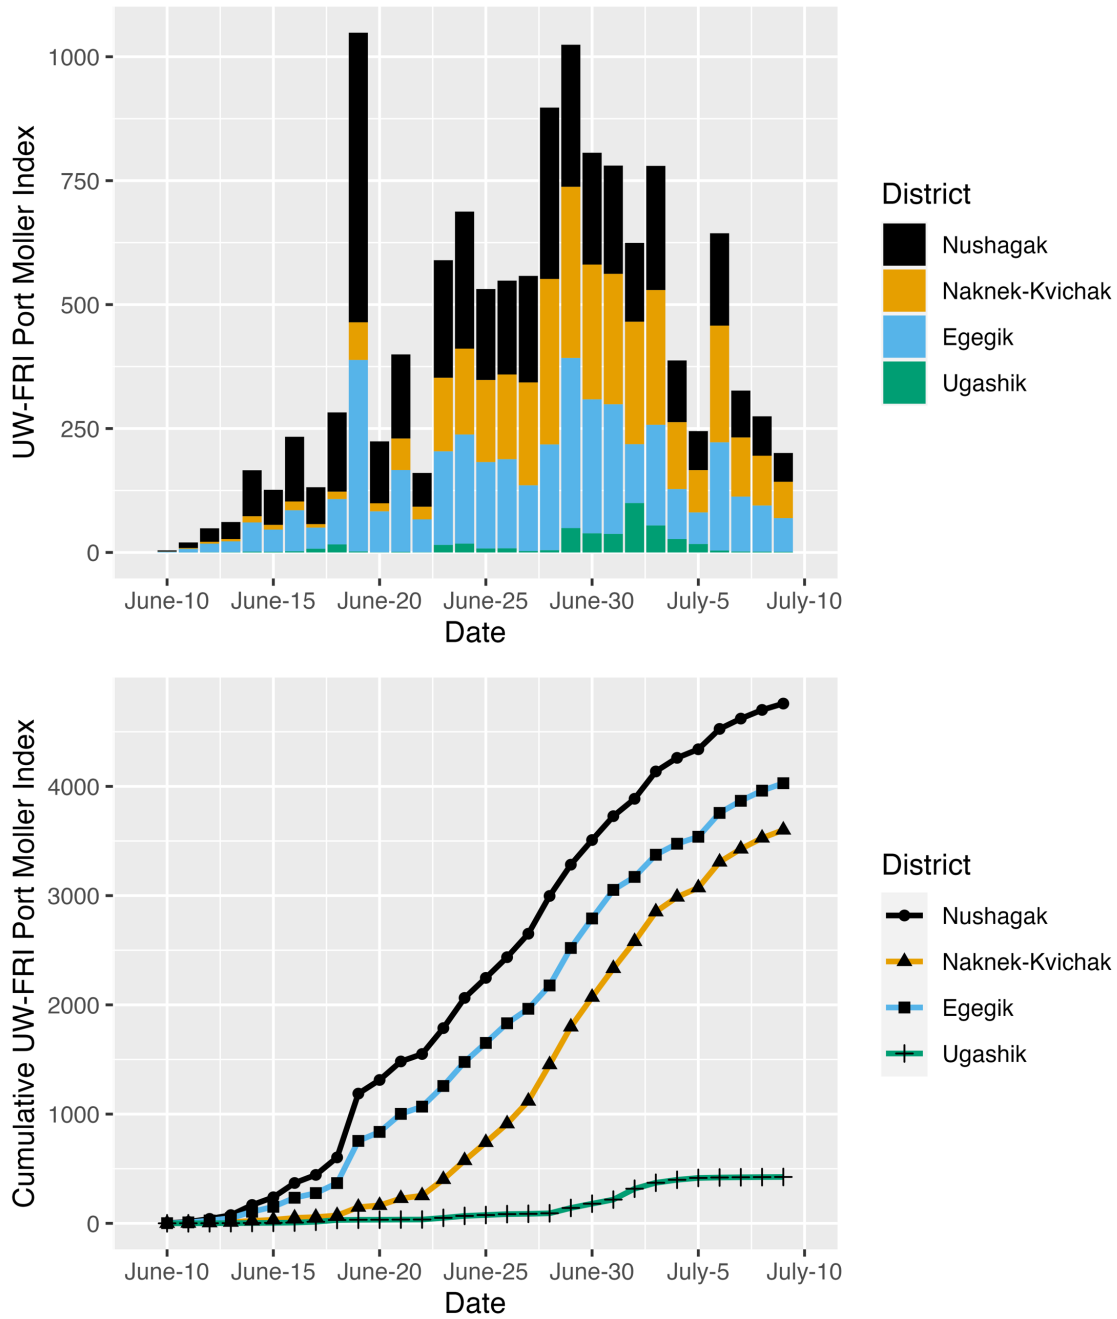 UW-FRI Port Moller Index
1000
750
500
250
0
June-10 June-15 June-20 June-25 June-30 July-5 July-10
Date
District
Nushagak
Naknek-Kvichak
Egegik
Ugashik
Cumulative UW-FRI Port Moller Index
4000
3000
2000
1000
0
June-10 June-15 June-20 June-25 June-30 July-5 July-10
Date
District
Nushagak
Naknek-Kvichak
Egegik
Ugashik